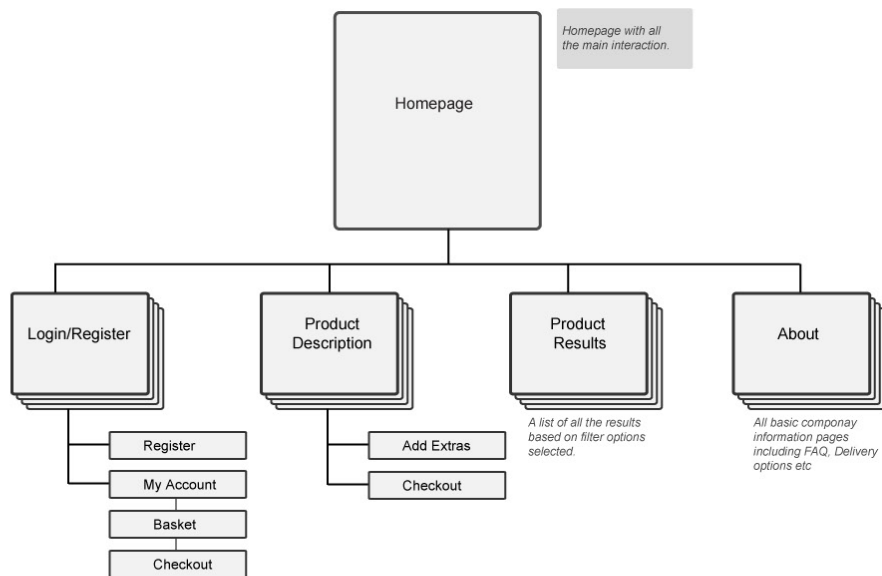 Homepage
Homepage with all
the main interaction.
Login/Register
Product
Description
Product
Results
About
A list of all the results
based on filter options
selected.
All basic componay
information pages
including FAQ, Delivery
options etc
Register
My Account
Basket
Checkout
Add Extras
Checkout